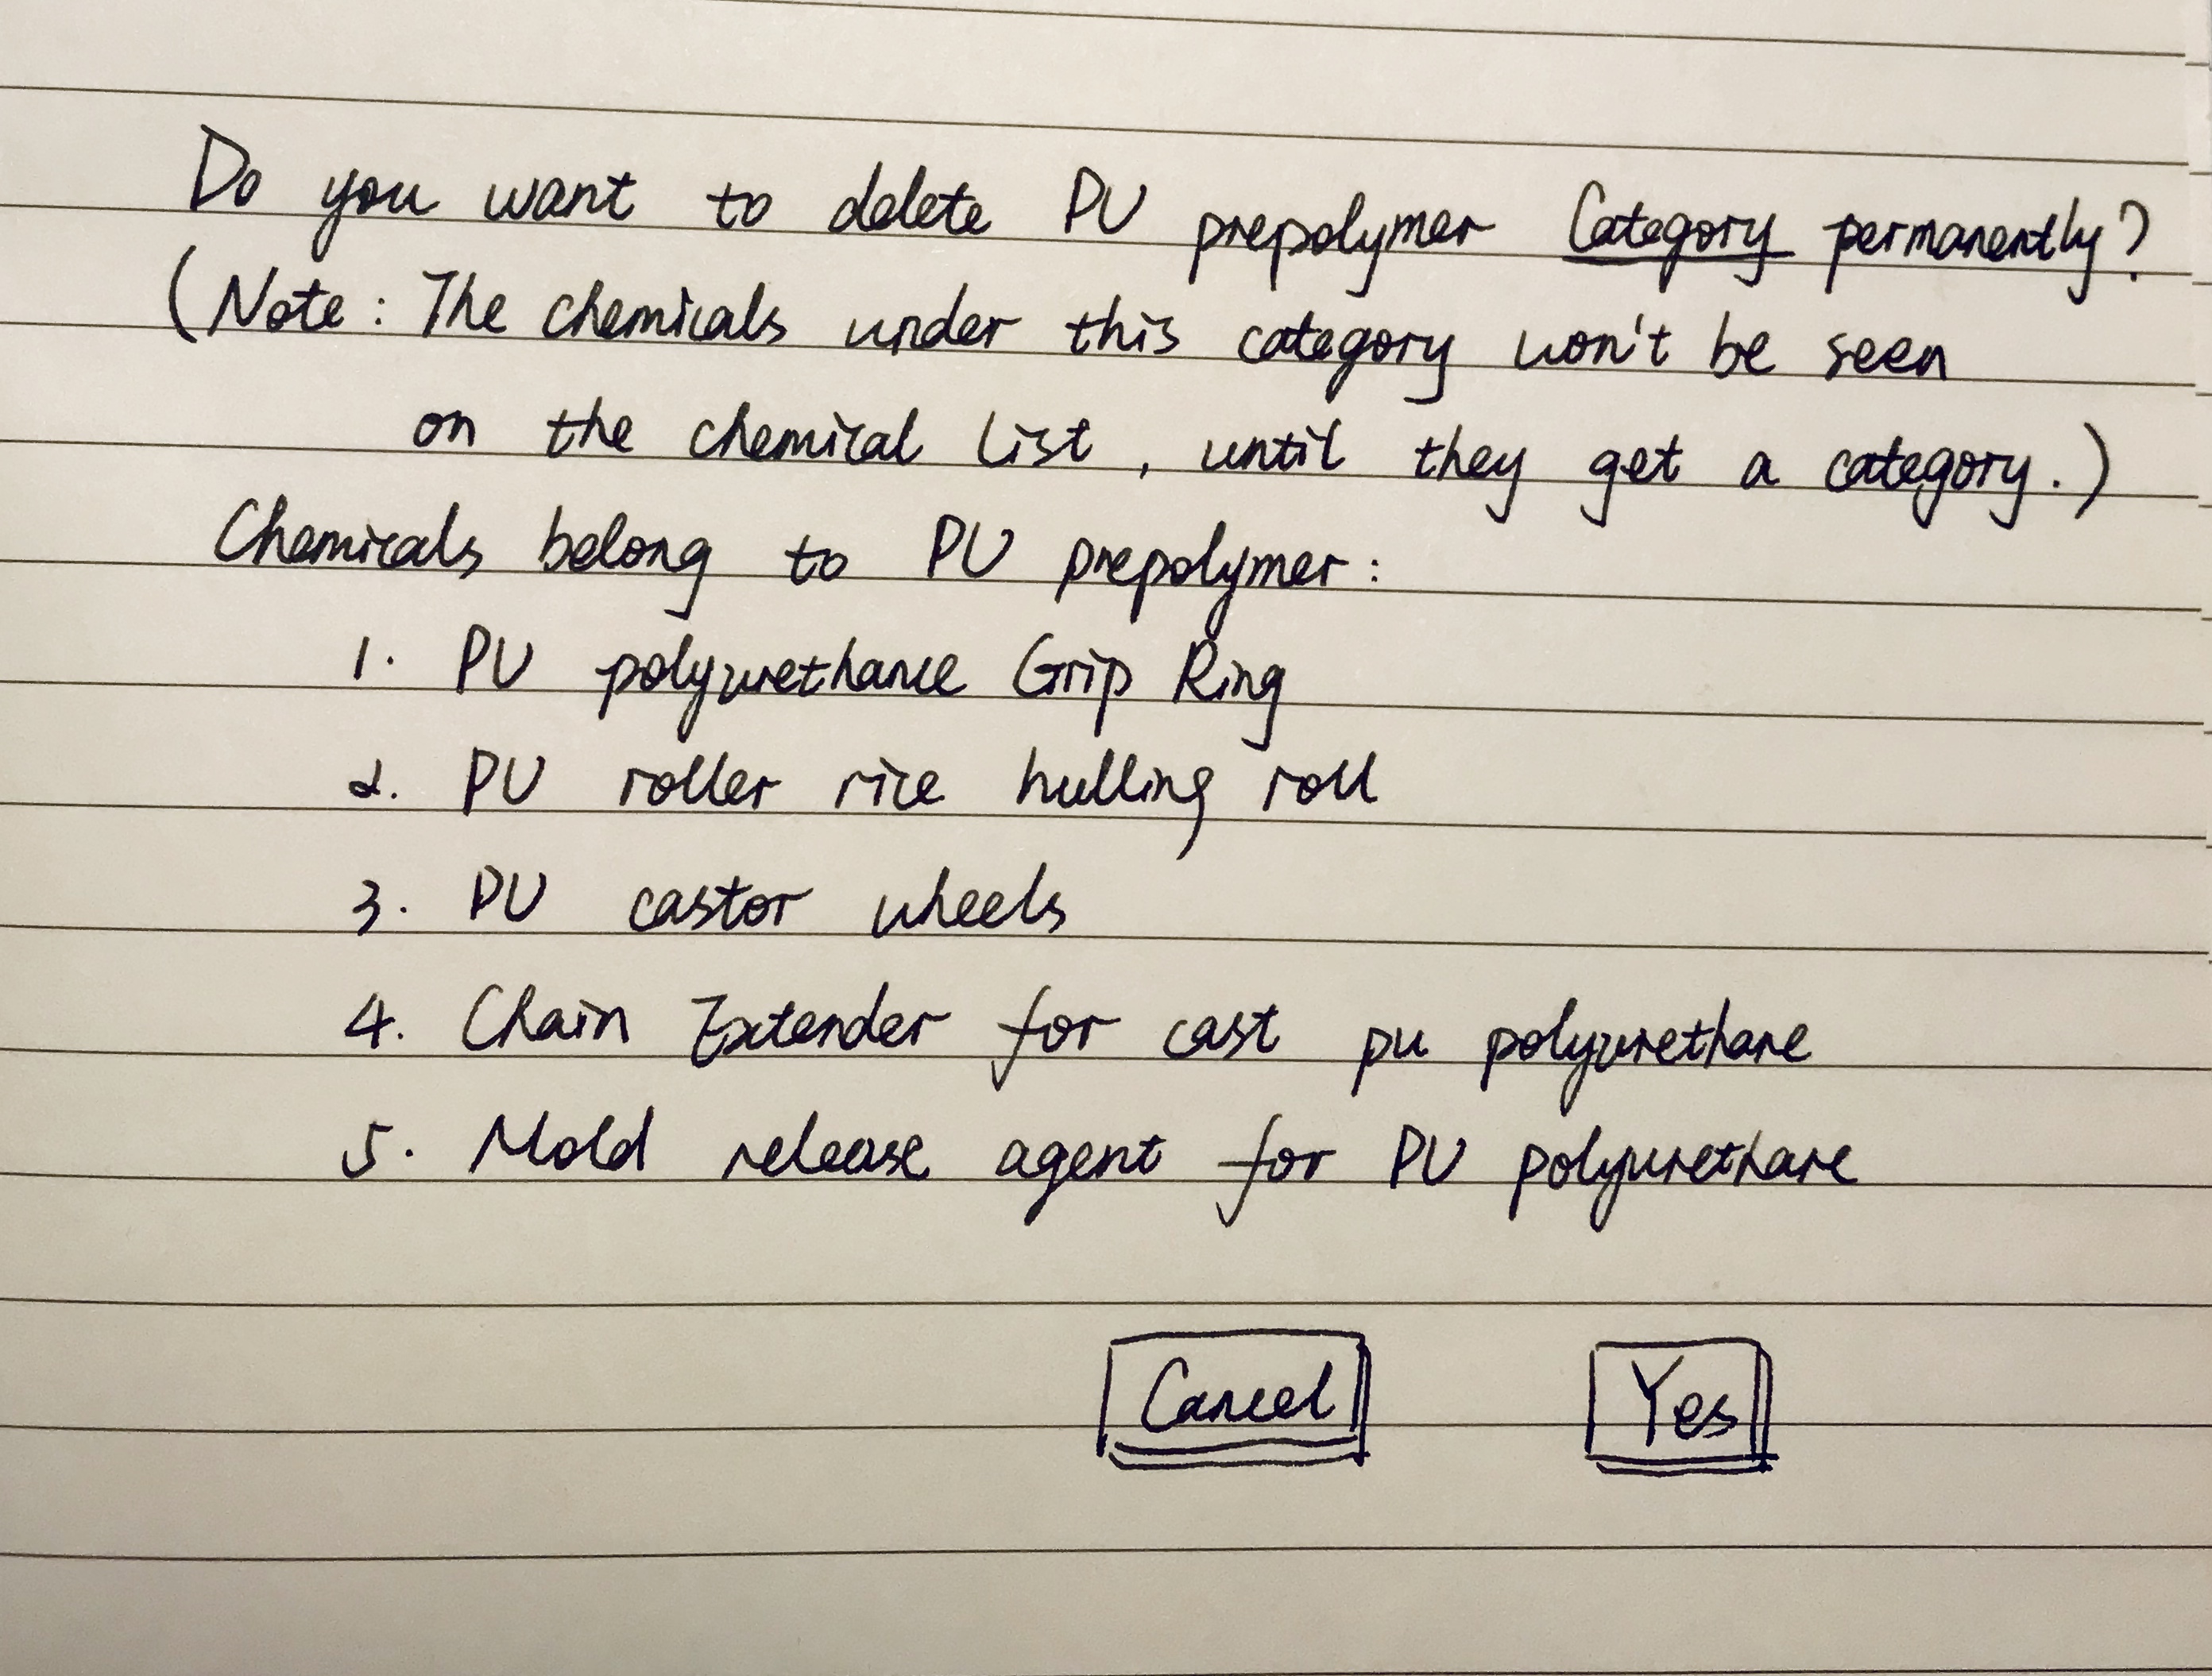 Do you want to delete PU prepolymer Category permanently?
(Note: The chemicals under this category won't be seen
on the chemical list, until they get a category.)
Chemicals belong to PU prepolymer:
1. PU polyurethance Grip Ring
2. PU roller rice hulling roll
3. PU castor wheels
4. Chain Extender for cast pu polyurethane
5. Mold release agent for PU polyurethane
Cancel Yes